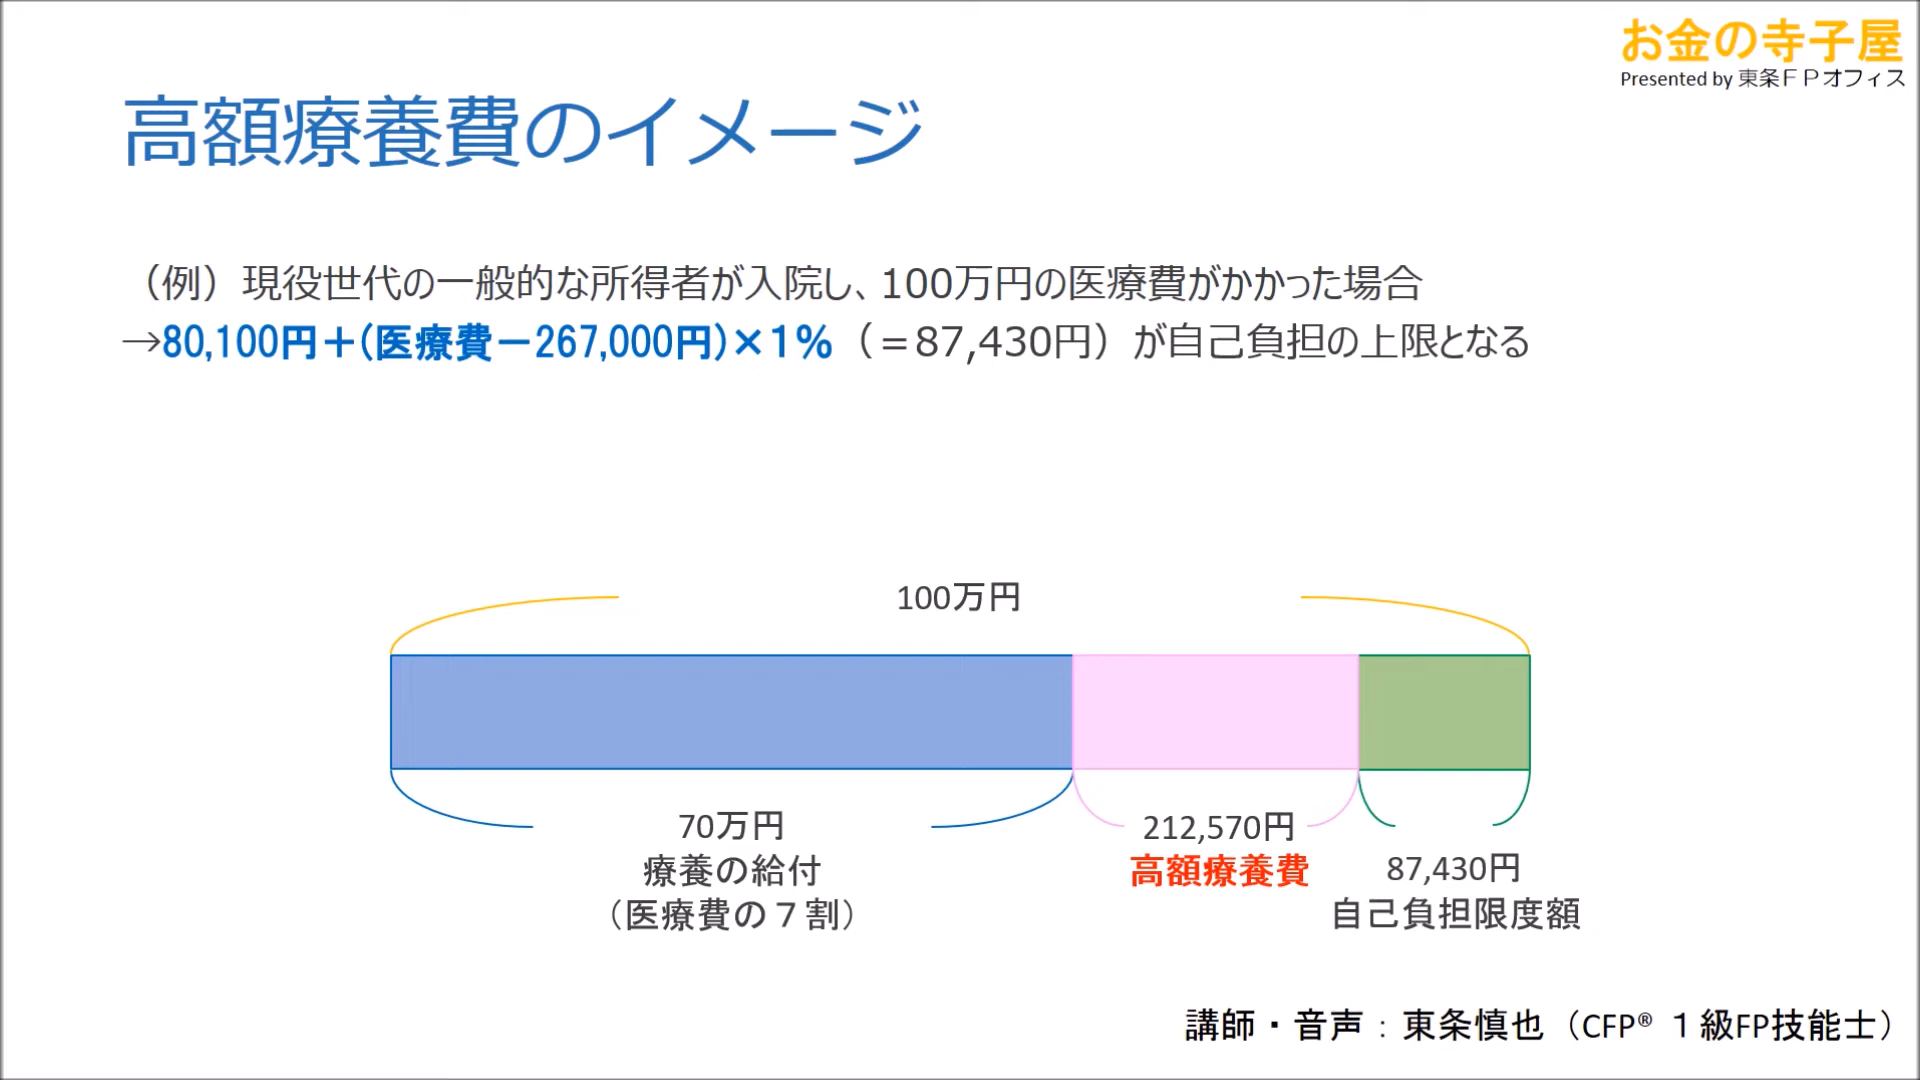 お金の寺子屋
Presented by 東条ＦＰオフィス
高額療養費のイメージ
（例）現役世代の一般的な所得者が入院し、100万円の医療費がかかった場合
→80,100円＋(医療費－267,000円)×1%（＝87,430円）が自己負担の上限となる
100万円
70万円
療養の給付
（医療費の７割）
212,570円
高額療養費
87,430円
自己負担限度額
講師・音声：東条慎也（CFP® １級FP技能士）